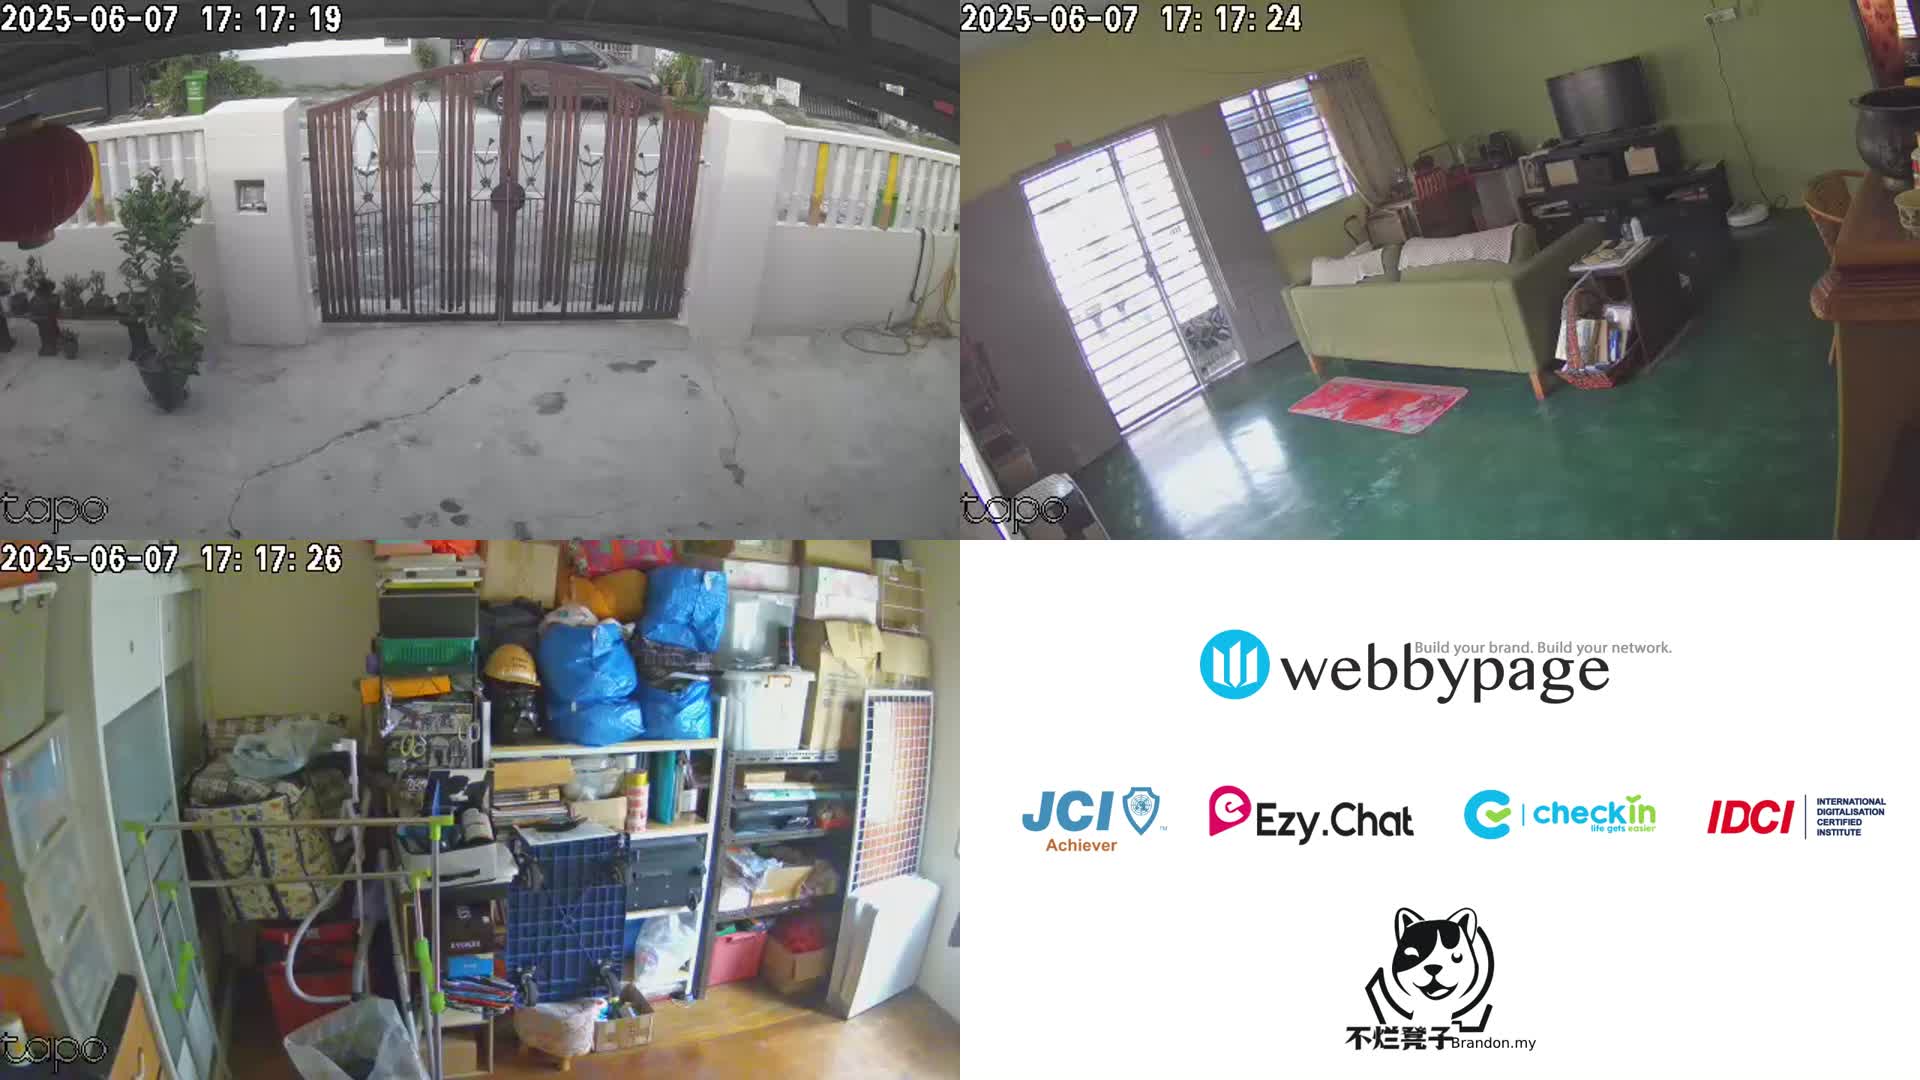 2025-06-07 17:17:19
tapo
2025-06-07 17:17:24
tapo
2025-06-07 17:17:26
tapo
Build your brand. Build your network.
webbypage
JCI
TM
Achiever
Ezy.Chat
checkin
life gets easier
IDCI
INTERNATIONAL
DIGITALISATION
CERTIFIED
INSTITUTE
不烂凳子
Brandon.my